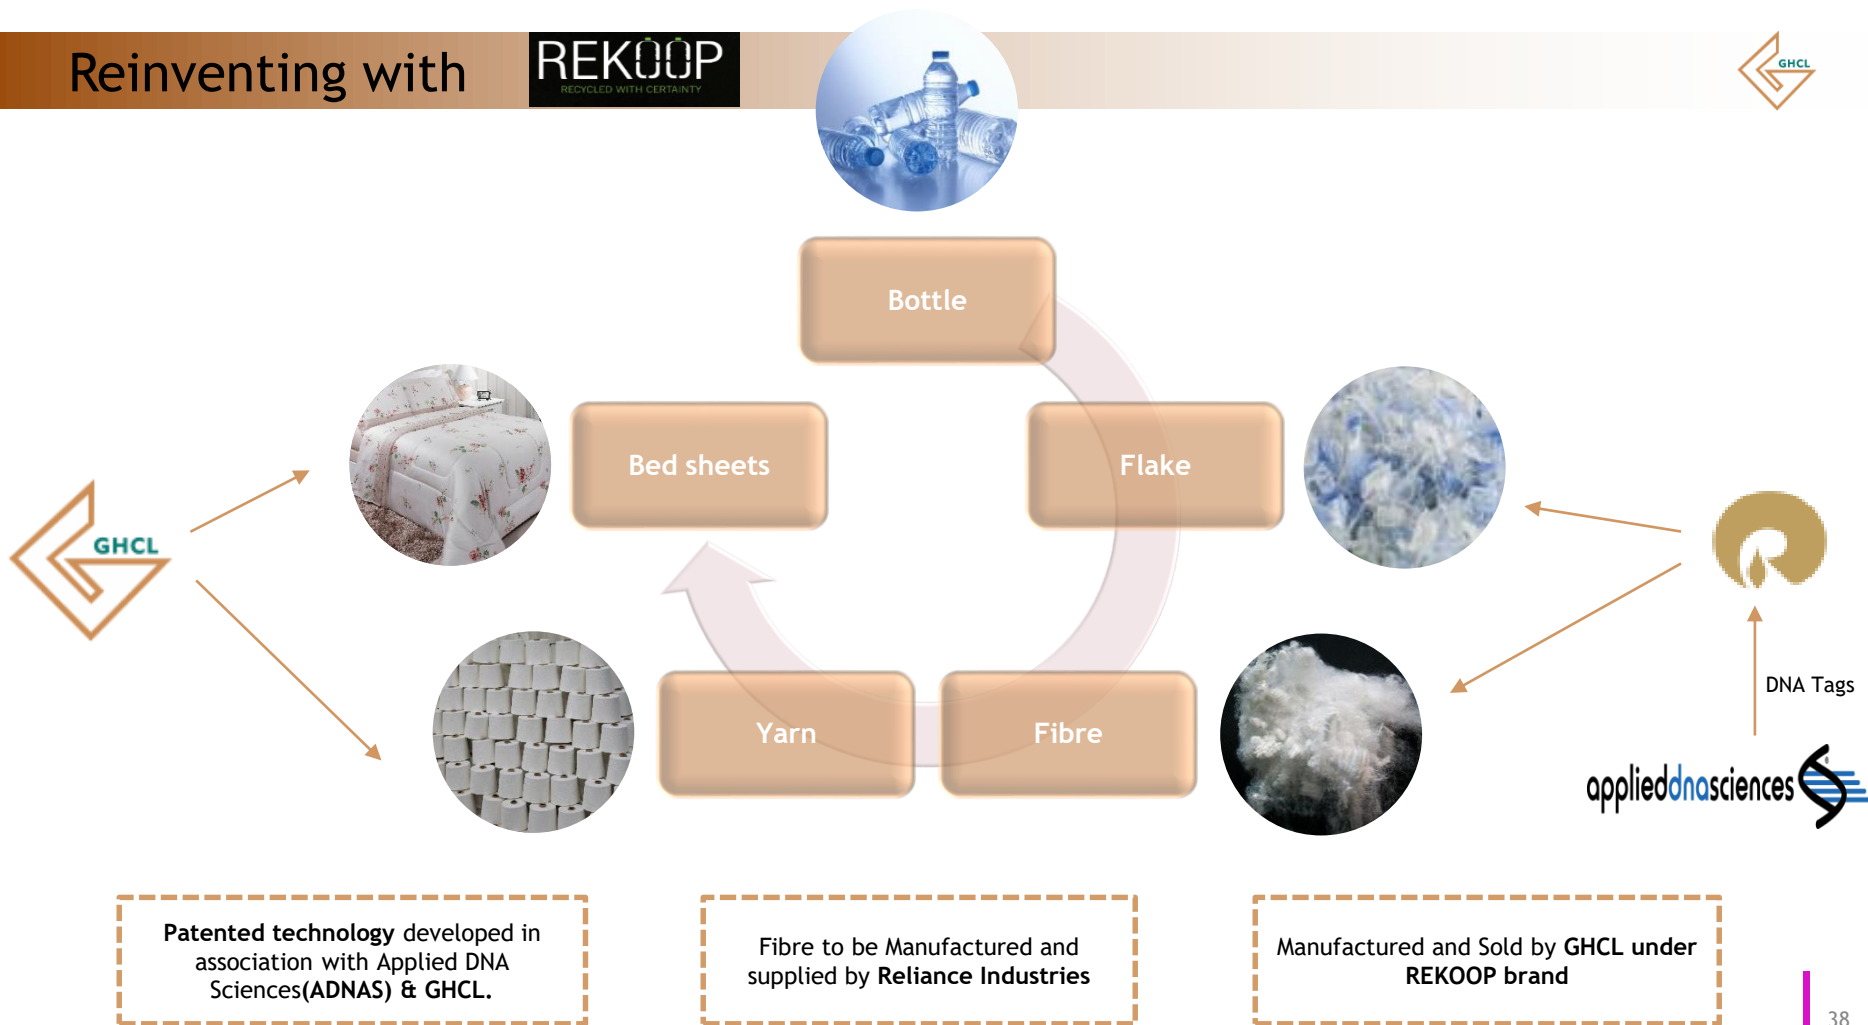 Reinventing with
REKOOP
RECYCLED WITH CERTAINTY
GHCL
Bottle
Bed sheets
Flake
GHCL
Yarn
Fibre
DNA Tags
applieddnasciences
Patented technology developed in
association with Applied DNA
Sciences(ADNAS) & GHCL.
Fibre to be Manufactured and
supplied by Reliance Industries
Manufactured and Sold by GHCL under
REKOOP brand
38